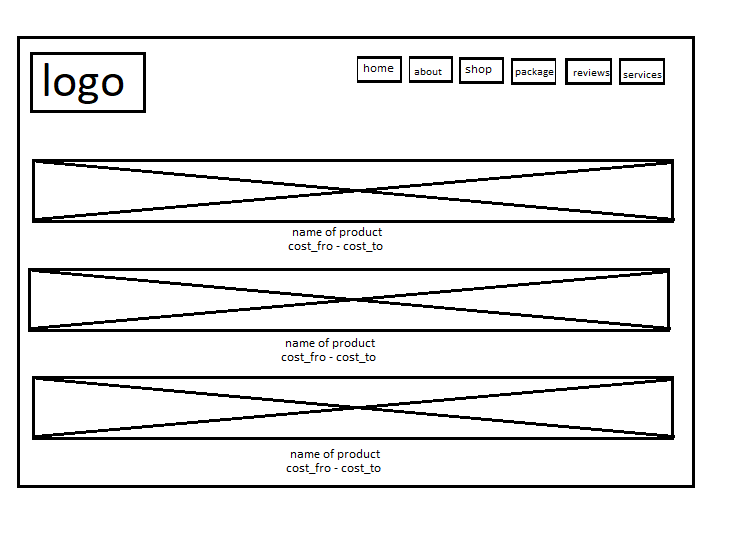 logo
home
about
shop
package
reviews
services
name of product
cost_fro - cost_to
name of product
cost_fro - cost_to
name of product
cost_fro - cost_to